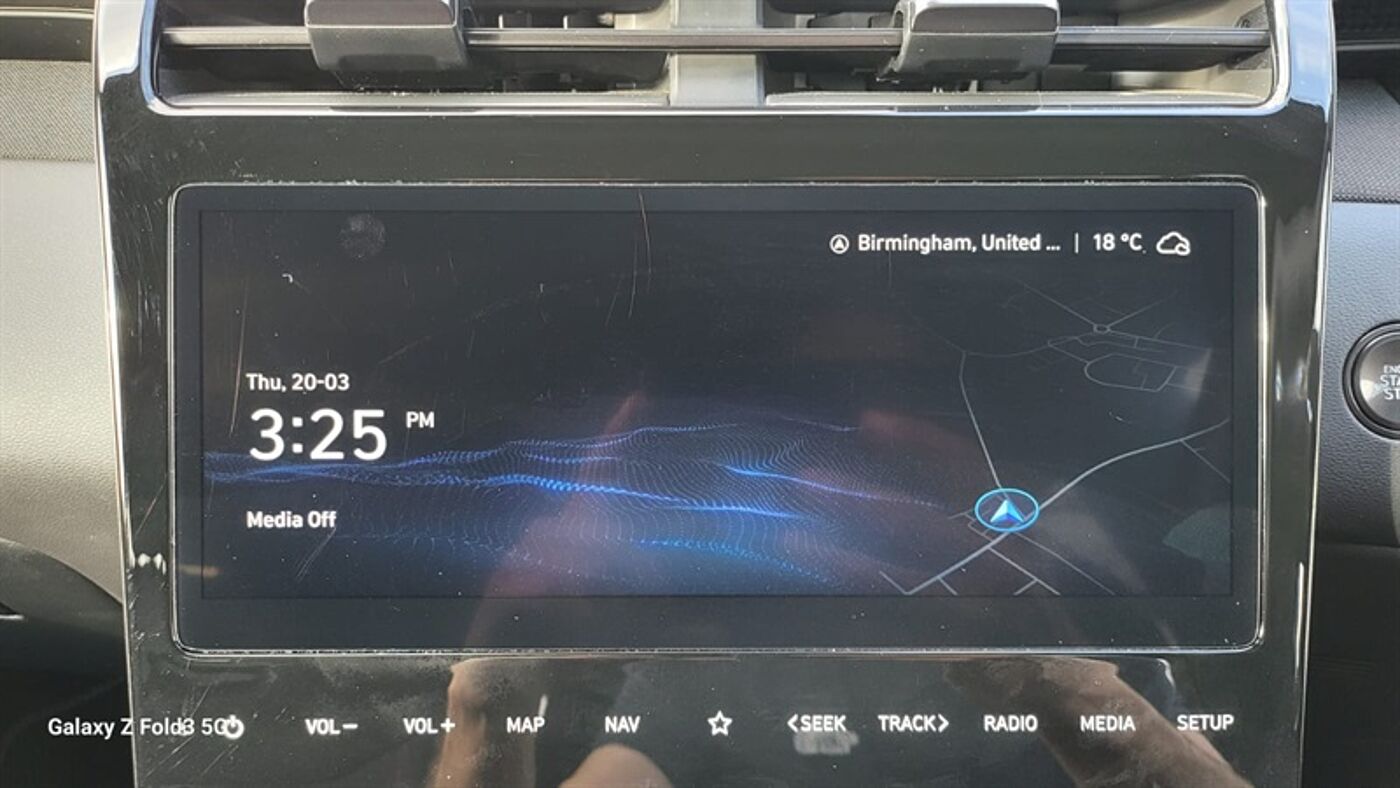 Birmingham, United ... | 18 °C
Thu, 20-03
3:25 PM
Media Off
Galaxy Z Fold3 5G
VOL− VOL+ MAP NAV <SEEK TRACK> RADIO MEDIA SETUP